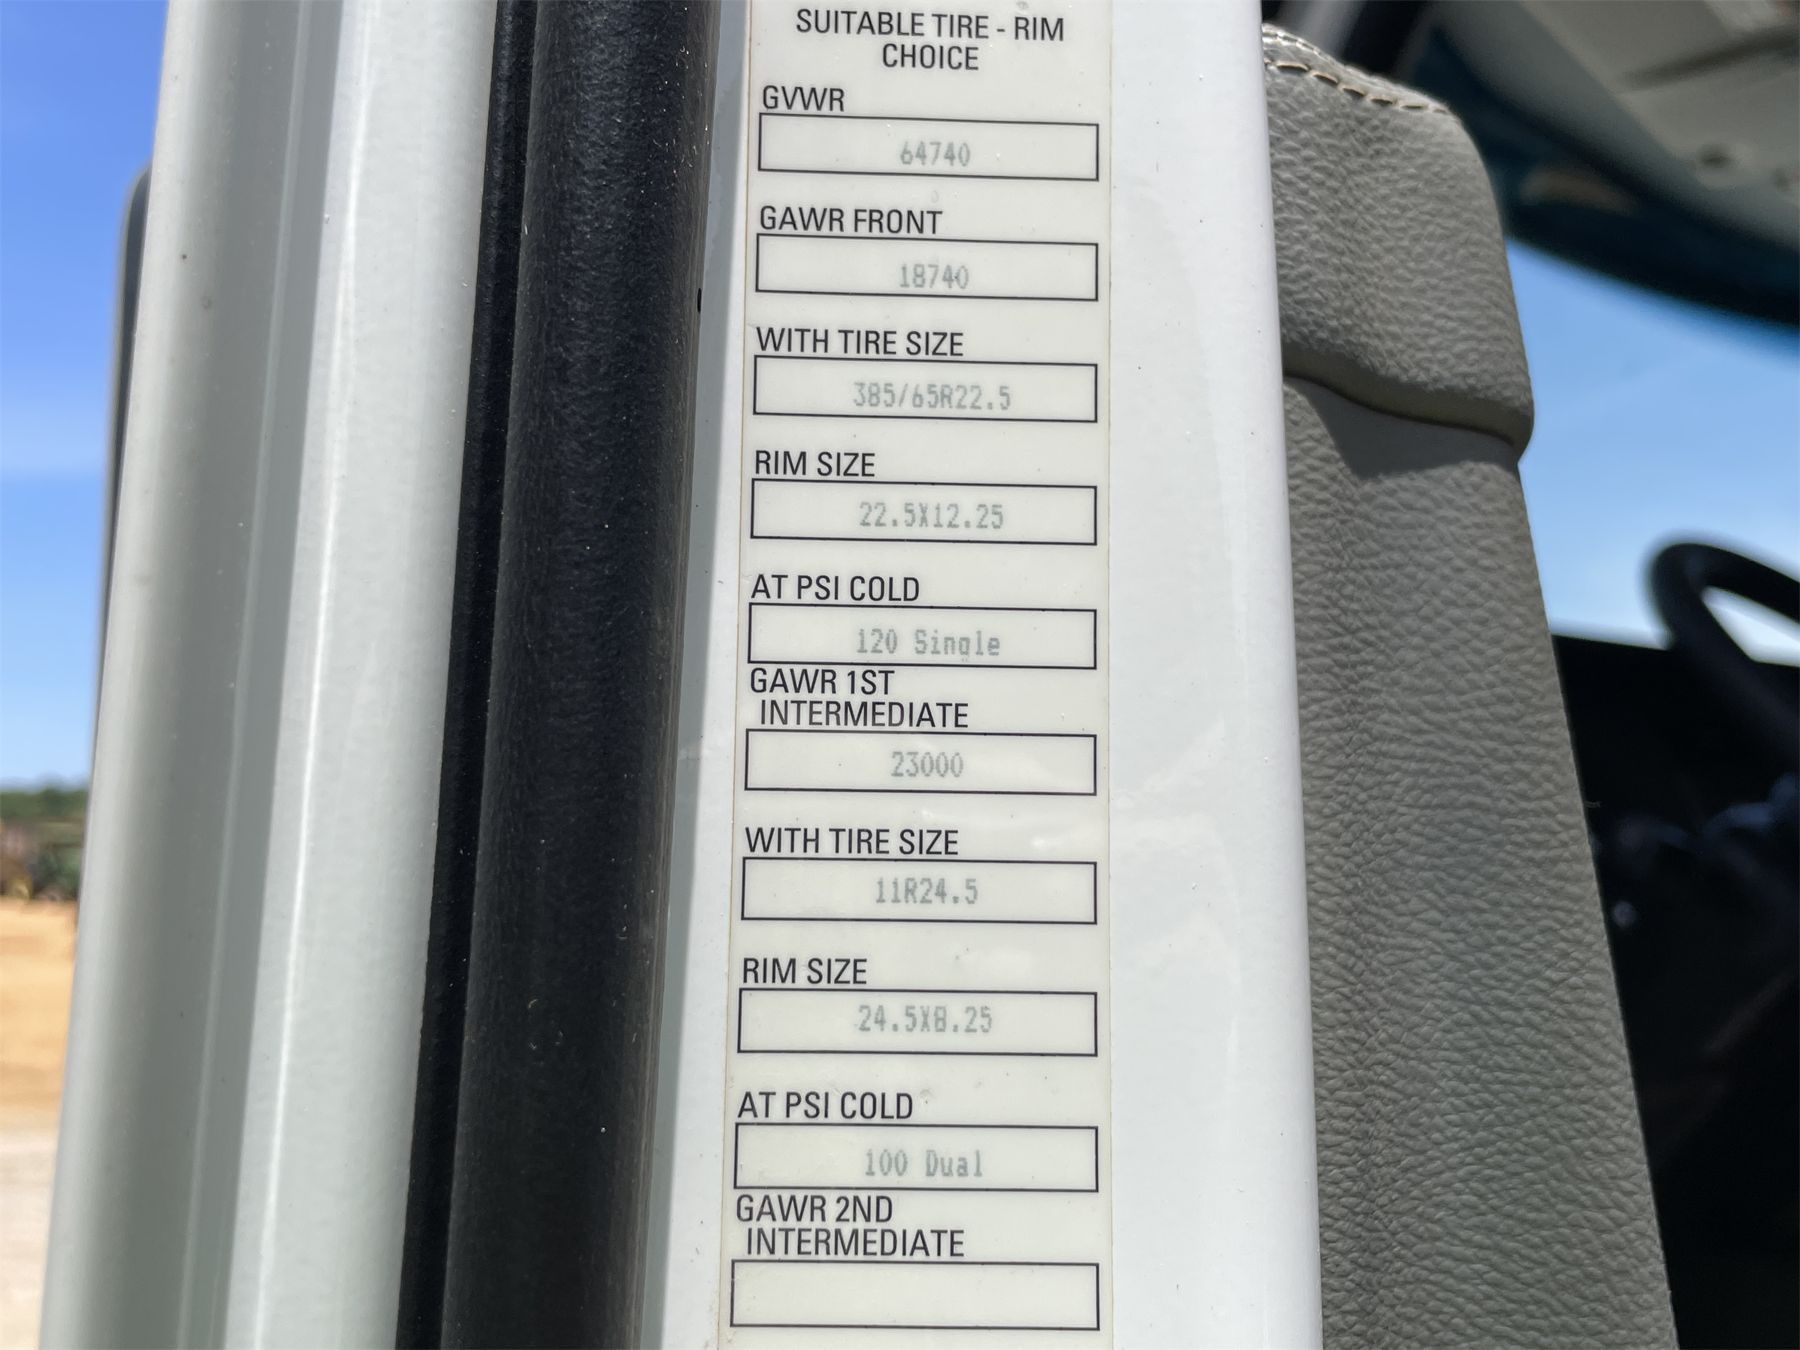 SUITABLE TIRE - RIM
CHOICE
GVWR
64740
GAWR FRONT
18740
WITH TIRE SIZE
385/65R22.5
RIM SIZE
22.5X12.25
AT PSI COLD
120 Single
GAWR 1ST
INTERMEDIATE
23000
WITH TIRE SIZE
11R24.5
RIM SIZE
24.5X8.25
AT PSI COLD
100 Dual
GAWR 2ND
INTERMEDIATE